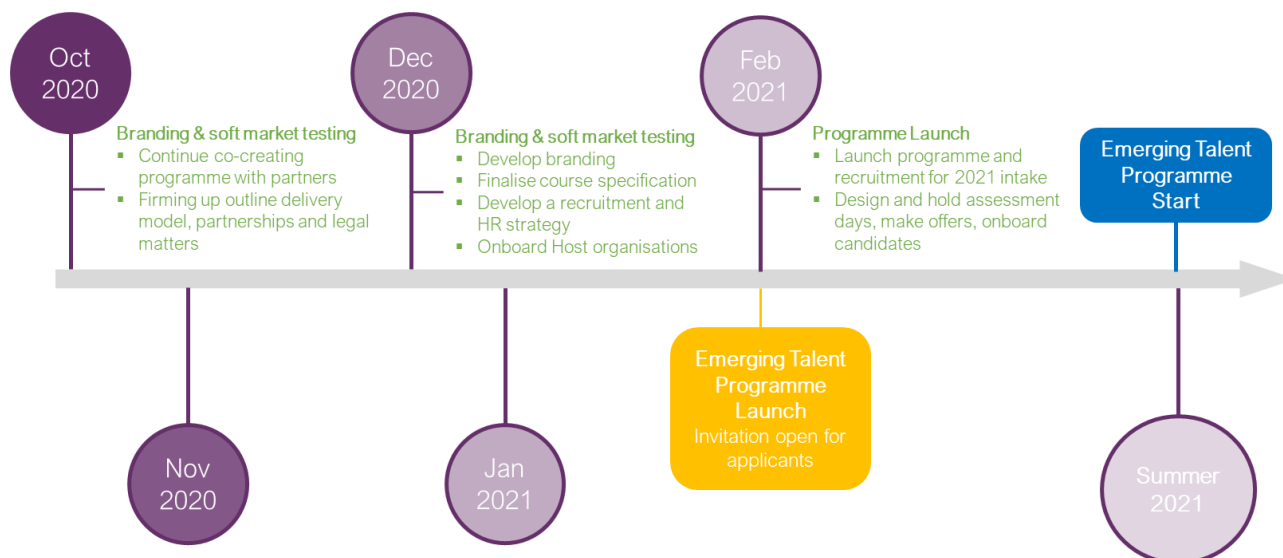 Oct
2020
Branding & soft market testing
▪ Continue co-creating
programme with partners
▪ Firming up outline delivery
model, partnerships and legal
matters
Dec
2020
Branding & soft market testing
▪ Develop branding
▪ Finalise course specification
▪ Develop a recruitment and
HR strategy
▪ Onboard Host organisations
Feb
2021
Programme Launch
▪ Launch programme and
recruitment for 2021 intake
▪ Design and hold assessment
days, make offers, onboard
candidates
Emerging Talent
Programme
Start
Nov
2020
Jan
2021
Emerging Talent
Programme
Launch
Invitation open for
applicants
Summer
2021